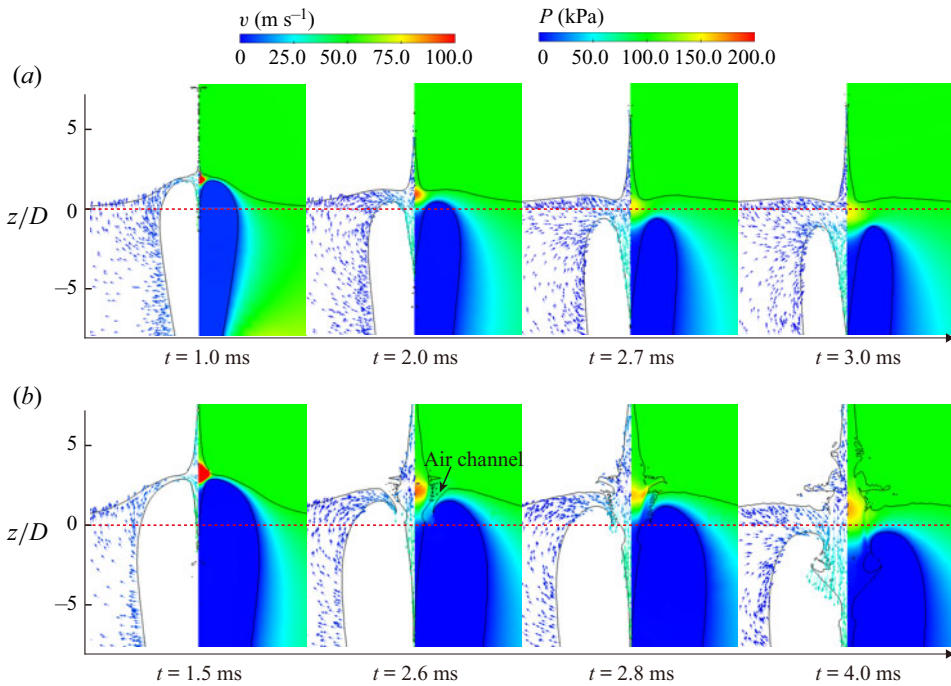 v (m s⁻¹) P (kPa)
0 25.0 50.0 75.0 100.0 0 50.0 100.0 150.0 200.0
(a)
5
z/D 0
−5
t = 1.0 ms t = 2.0 ms t = 2.7 ms t = 3.0 ms
(b)
5
Air channel
z/D 0
−5
t = 1.5 ms t = 2.6 ms t = 2.8 ms t = 4.0 ms